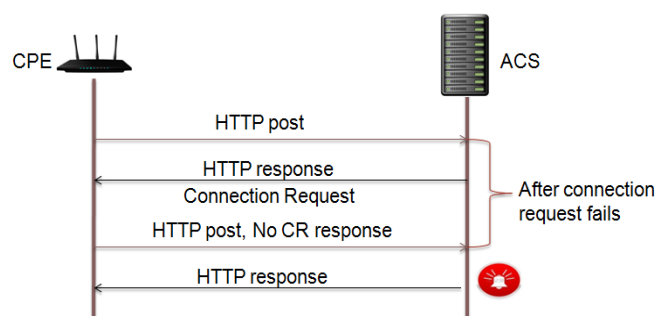 CPE
ACS
HTTP post
HTTP response
Connection Request
After connection
request fails
HTTP post, No CR response
HTTP response